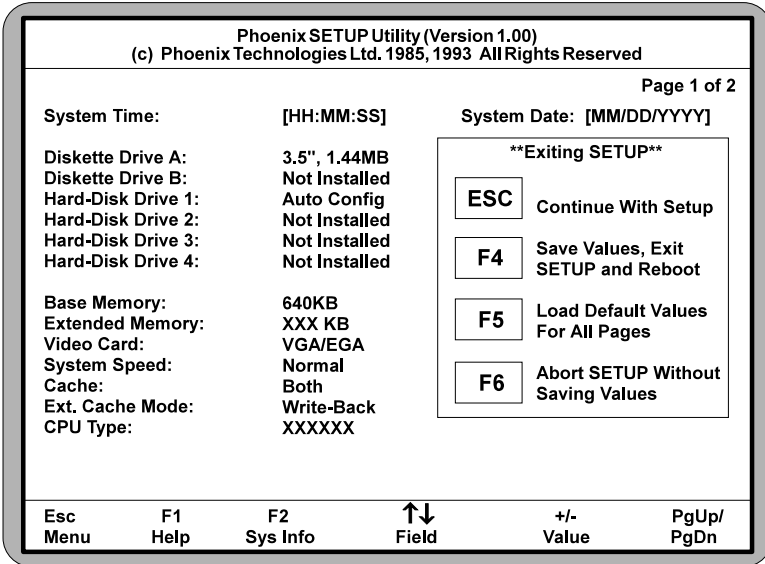 Phoenix SETUP Utility (Version 1.00)
(c) Phoenix Technologies Ltd. 1985, 1993 All Rights Reserved
Page 1 of 2
System Time: [HH:MM:SS] System Date: [MM/DD/YYYY]
Diskette Drive A: 3.5", 1.44MB
Diskette Drive B: Not Installed
Hard-Disk Drive 1: Auto Config
Hard-Disk Drive 2: Not Installed
Hard-Disk Drive 3: Not Installed
Hard-Disk Drive 4: Not Installed
Base Memory: 640KB
Extended Memory: XXX KB
Video Card: VGA/EGA
System Speed: Normal
Cache: Both
Ext. Cache Mode: Write-Back
CPU Type: XXXXXX
**Exiting SETUP**
ESC Continue With Setup
F4 Save Values, Exit
SETUP and Reboot
F5 Load Default Values
For All Pages
F6 Abort SETUP Without
Saving Values
Esc F1 F2 ↑↓ +/- PgUp/
Menu Help Sys Info Field Value PgDn